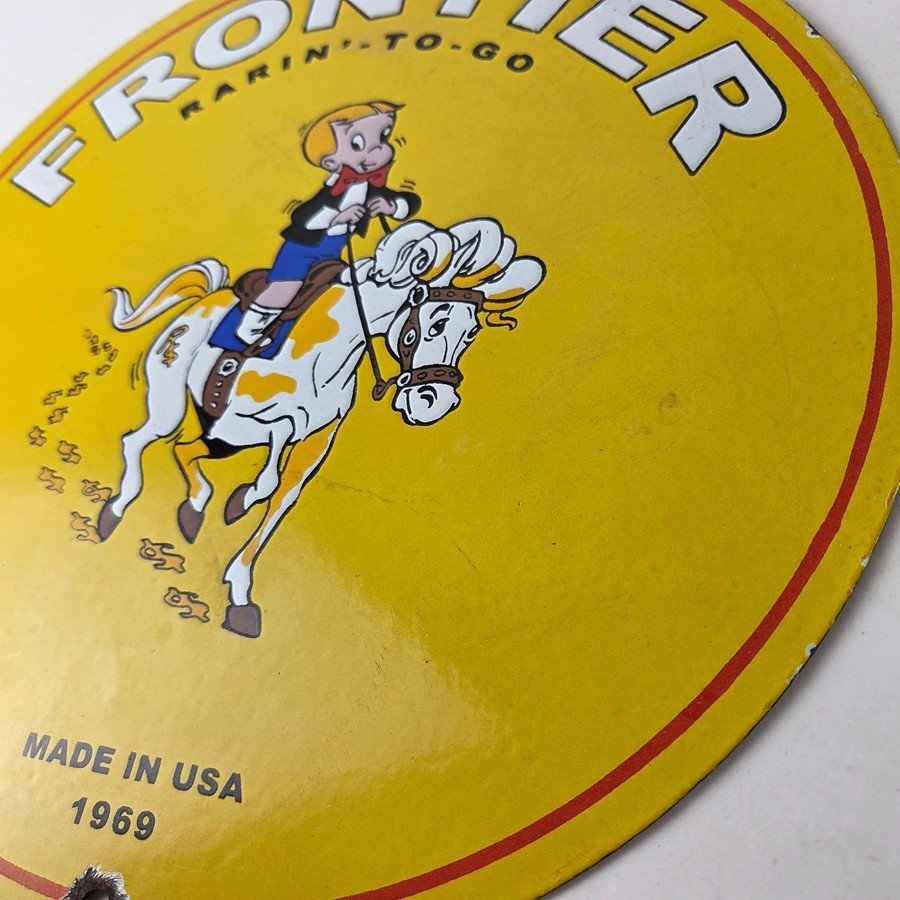 FRONTIER
RARIN'-TO-GO
MADE IN USA
1969